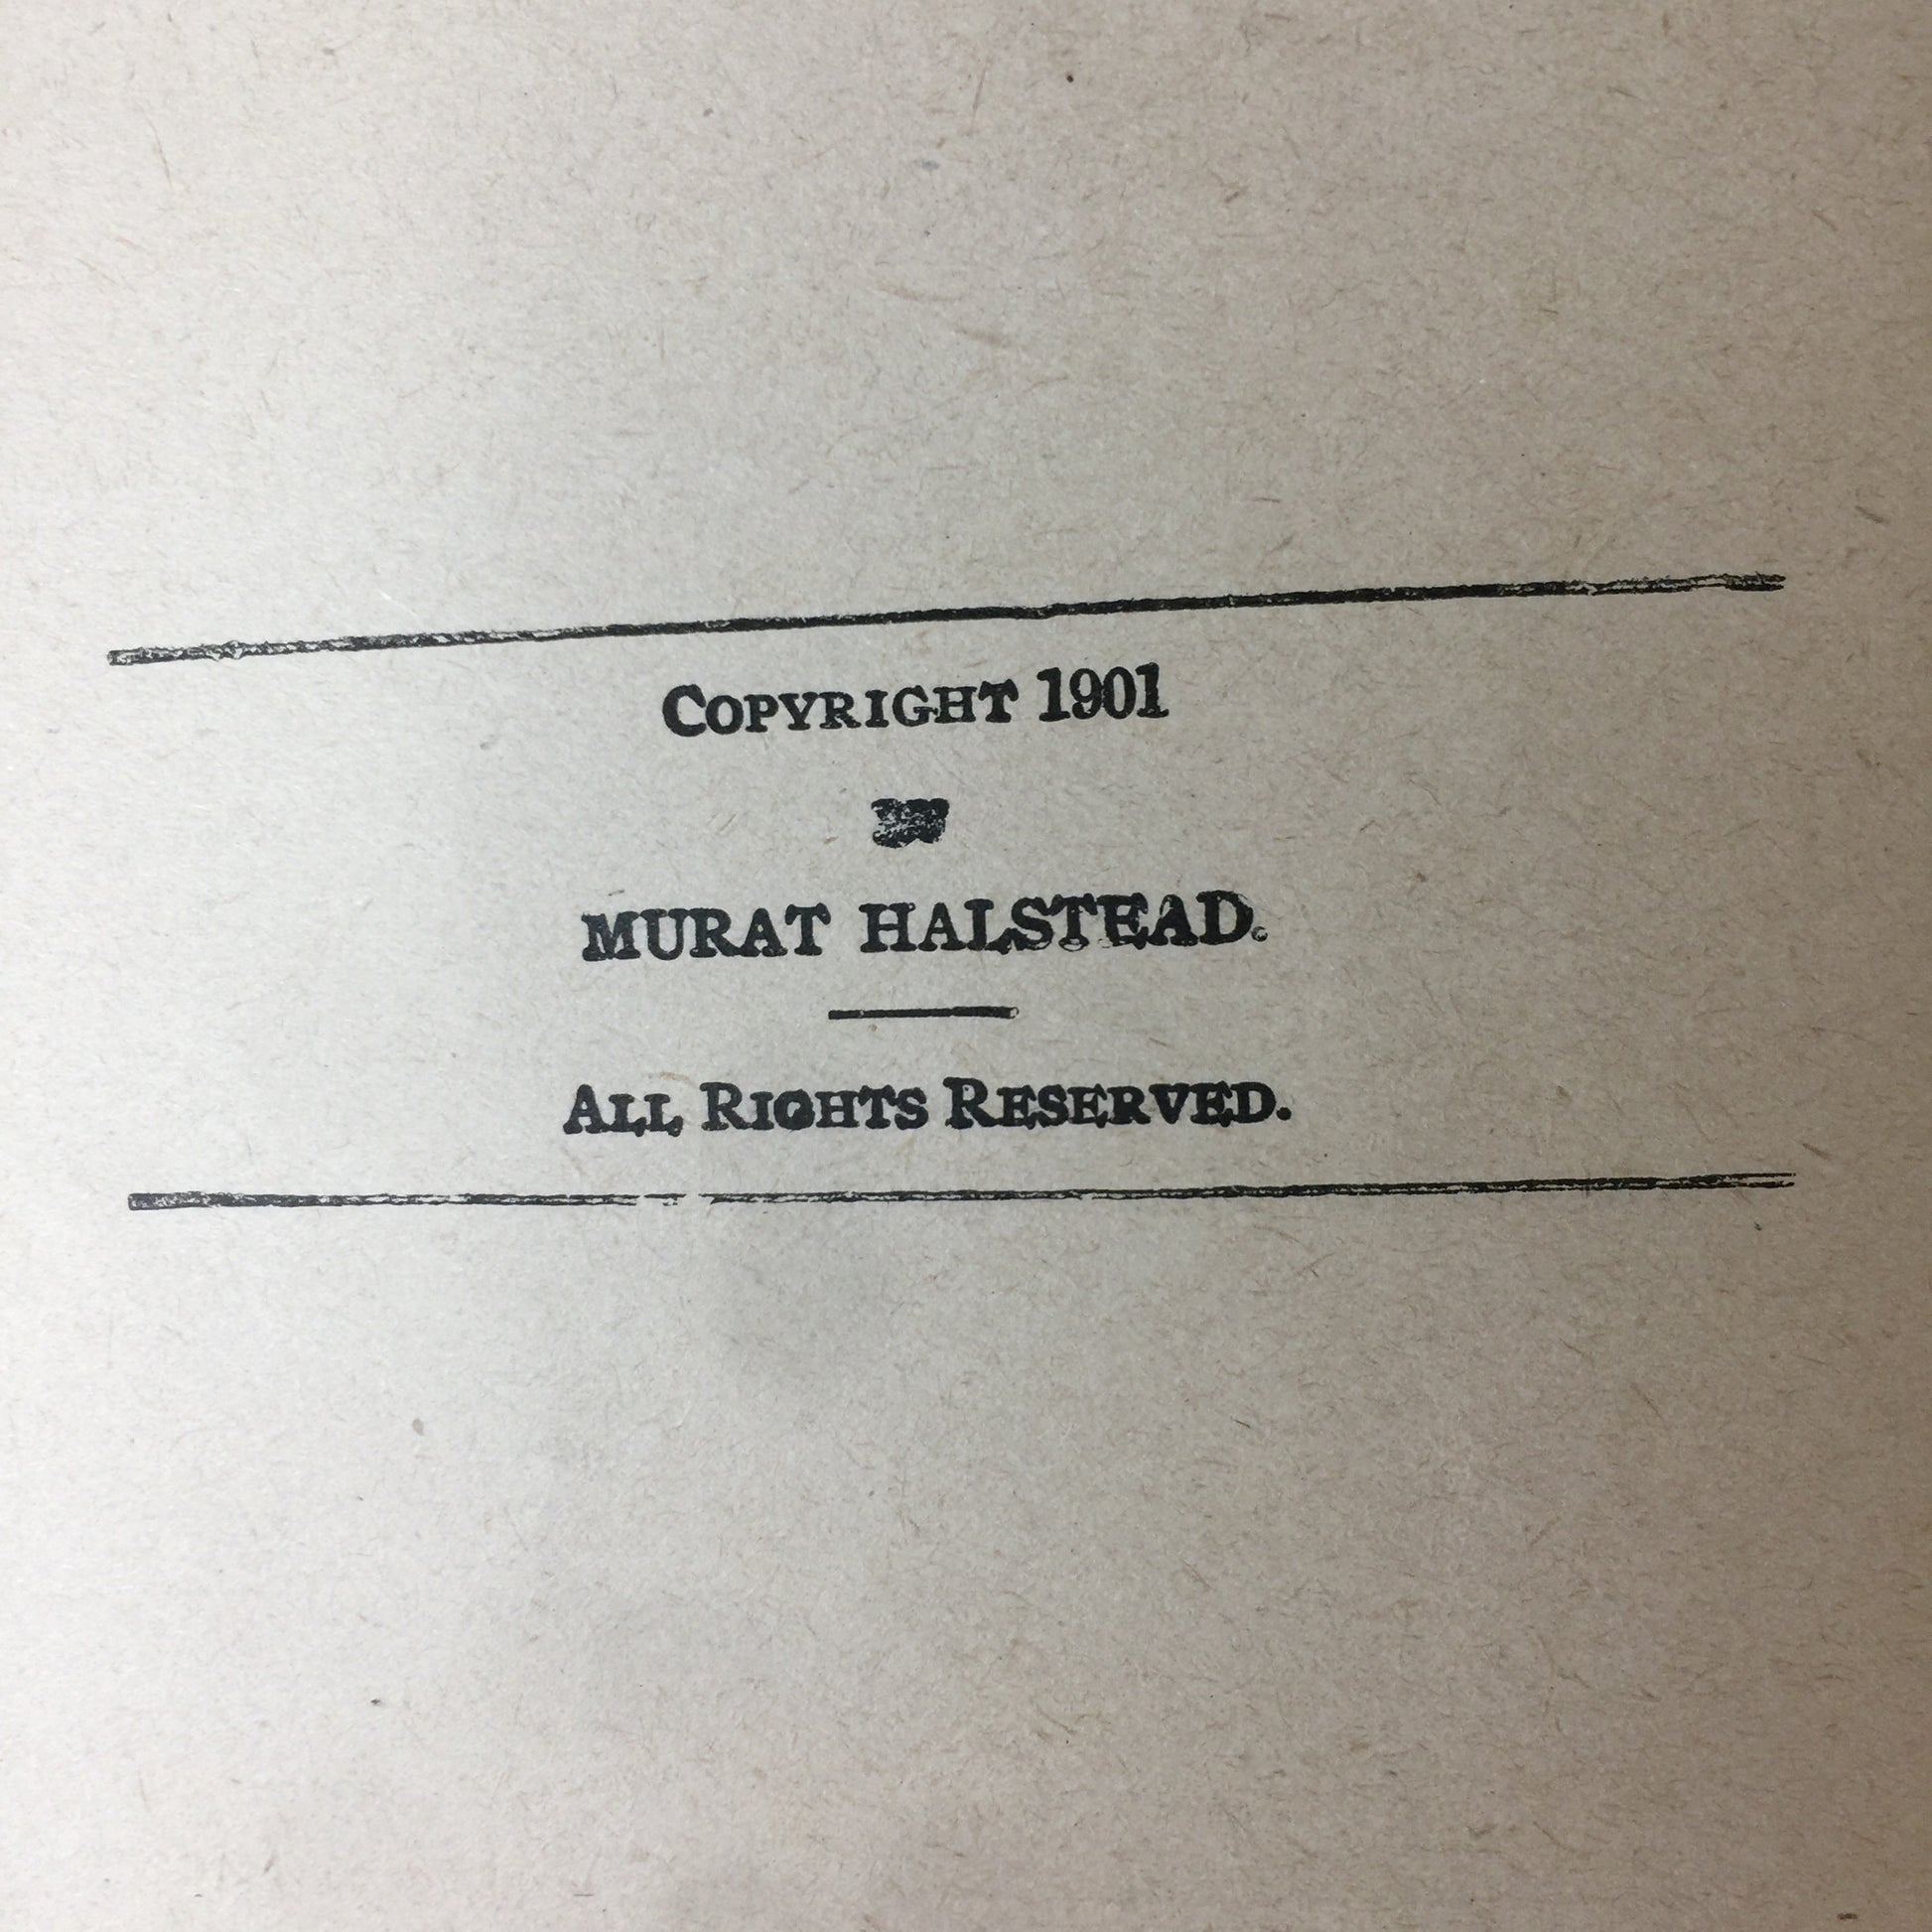 COPYRIGHT 1901
MURAT HALSTEAD.
ALL RIGHTS RESERVED.